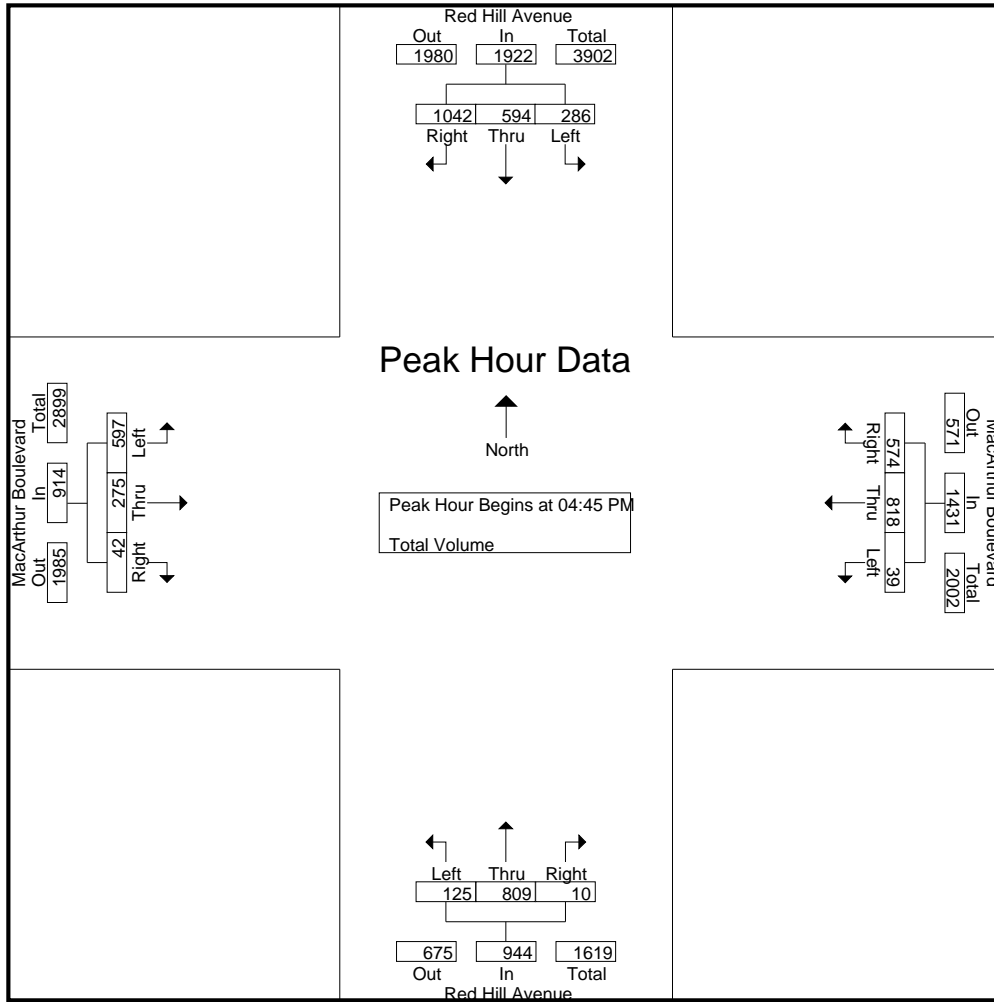 Red Hill Avenue
Out In Total
1980 1922 3902
1042 594 286
Right Thru Left
Peak Hour Data
North
Peak Hour Begins at 04:45 PM
Total Volume
MacArthur Boulevard
Total In Out
2899 914 1985
597 275 42
Left Thru Right
MacArthur Boulevard
Out In Total
571 1431 2002
574 818 39
Right Thru Left
Left Thru Right
125 809 10
675 944 1619
Out In Total
Red Hill Avenue